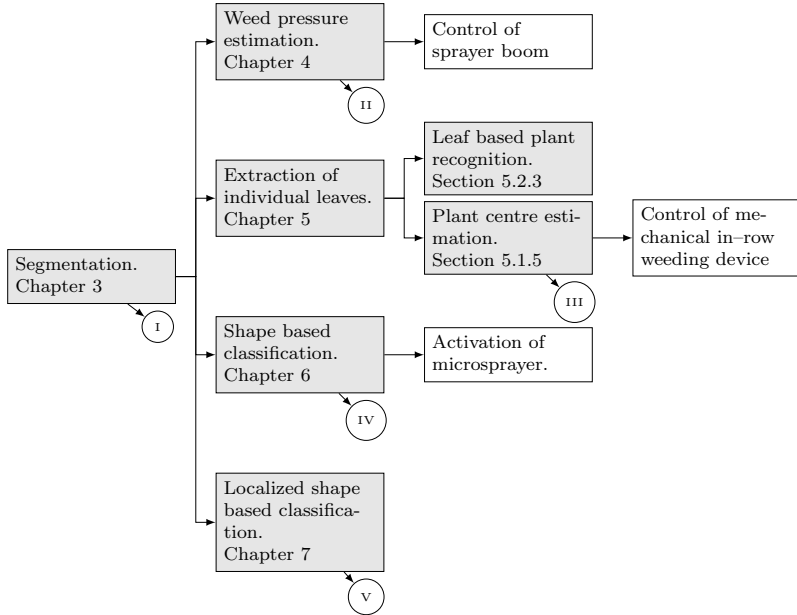 Weed pressure
estimation.
Chapter 4
Control of
sprayer boom
II
Extraction of
individual leaves.
Chapter 5
Leaf based plant
recognition.
Section 5.2.3
Plant centre esti-
mation.
Section 5.1.5
Control of me-
chanical in–row
weeding device
III
Segmentation.
Chapter 3
I
Shape based
classification.
Chapter 6
Activation of
microsprayer.
IV
Localized shape
based classifica-
tion.
Chapter 7
V